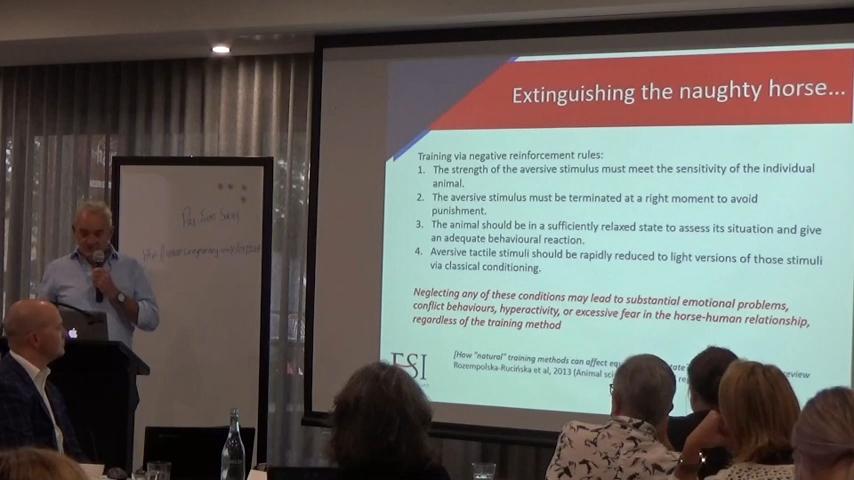 Extinguishing the naughty horse...
Training via negative reinforcement rules:
1. The strength of the aversive stimulus must meet the sensitivity of the individual
animal.
2. The aversive stimulus must be terminated at a right moment to avoid
punishment.
3. The animal should be in a sufficiently relaxed state to assess its situation and give
an adequate behavioural reaction.
4. Aversive tactile stimuli should be rapidly reduced to light versions of those stimuli
via classical conditioning.
Neglecting any of these conditions may lead to substantial emotional problems,
conflict behaviours, hyperactivity, or excessive fear in the horse-human relationship,
regardless of the training method
ESI
[How "natural" training methods can affect
Rozempolska-Rucińska et al, 2013 (Animal